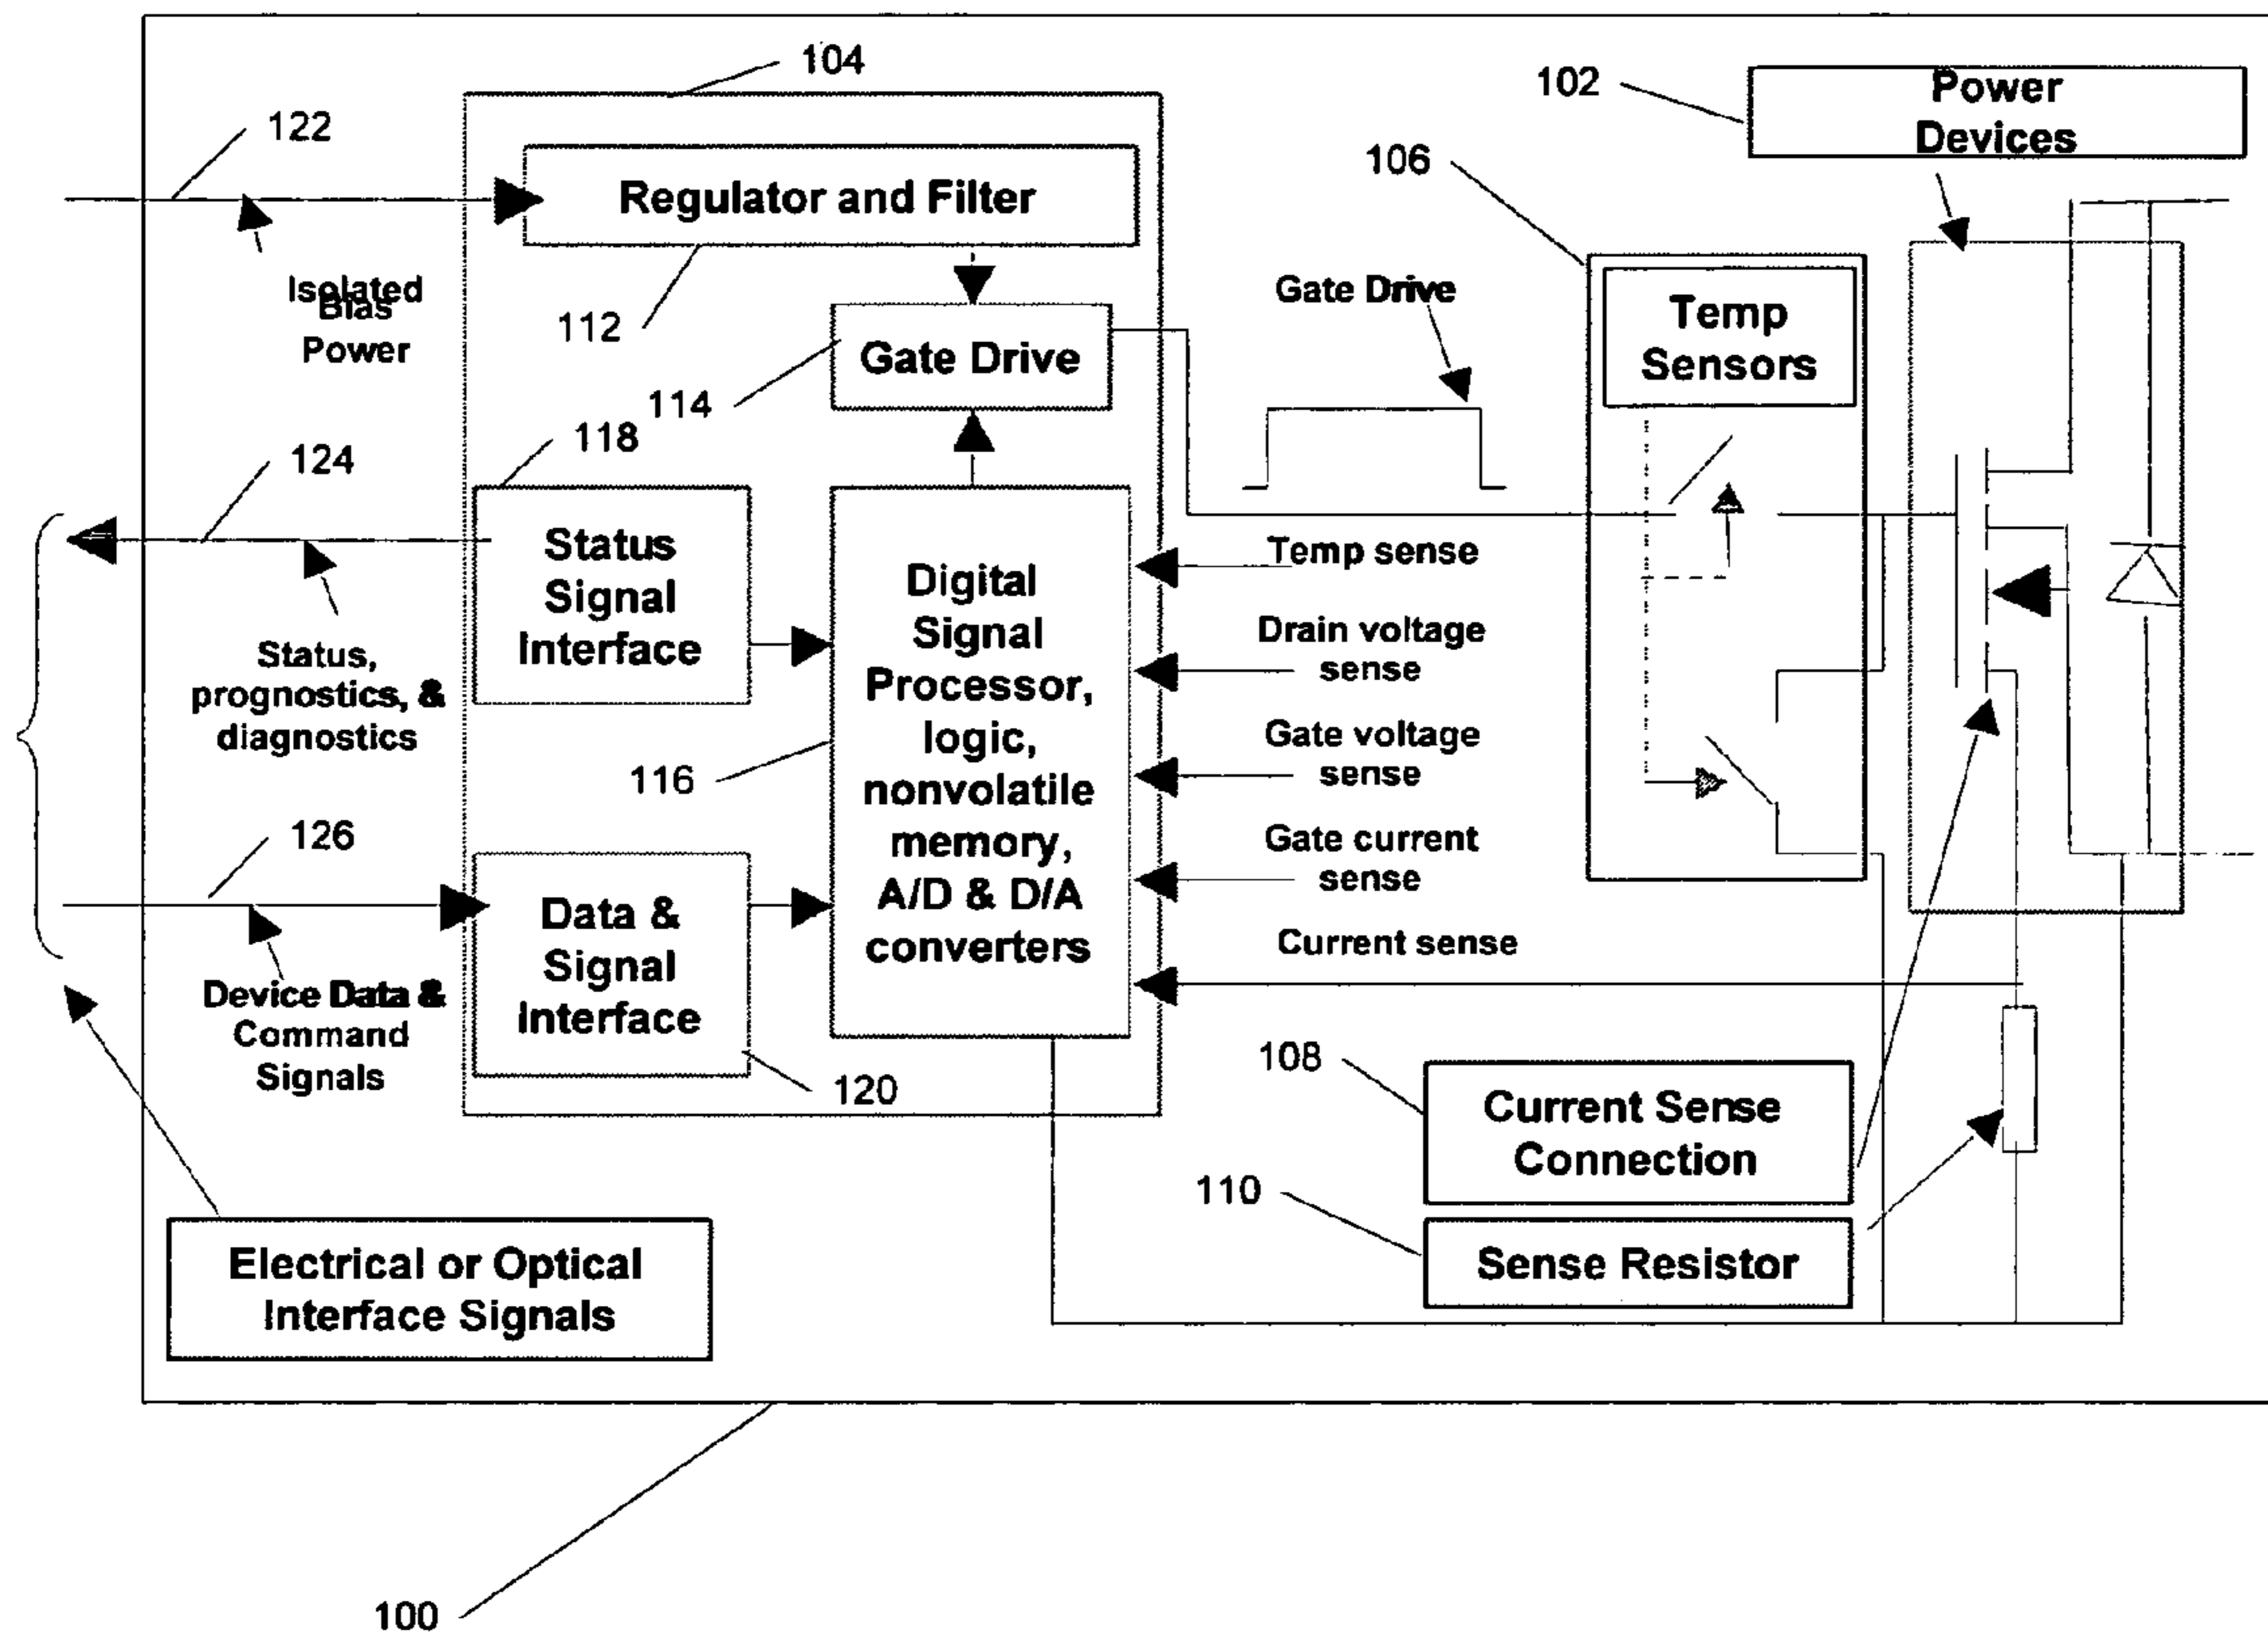 104
102
Power
Devices
122
106
Regulator and Filter
Isolated
Bias
Power
112
Gate Drive
Temp
Sensors
Gate Drive
114
118
124
Status
Signal
Interface
Digital
Signal
Processor,
logic,
nonvolatile
memory,
A/D & D/A
converters
Temp sense
Drain voltage
sense
Gate voltage
sense
Gate current
sense
Current sense
Status,
prognostics, &
diagnostics
116
126
Data &
Signal
Interface
Device Data &
Command
Signals
120
108
Current Sense
Connection
110
Sense Resistor
Electrical or Optical
Interface Signals
100